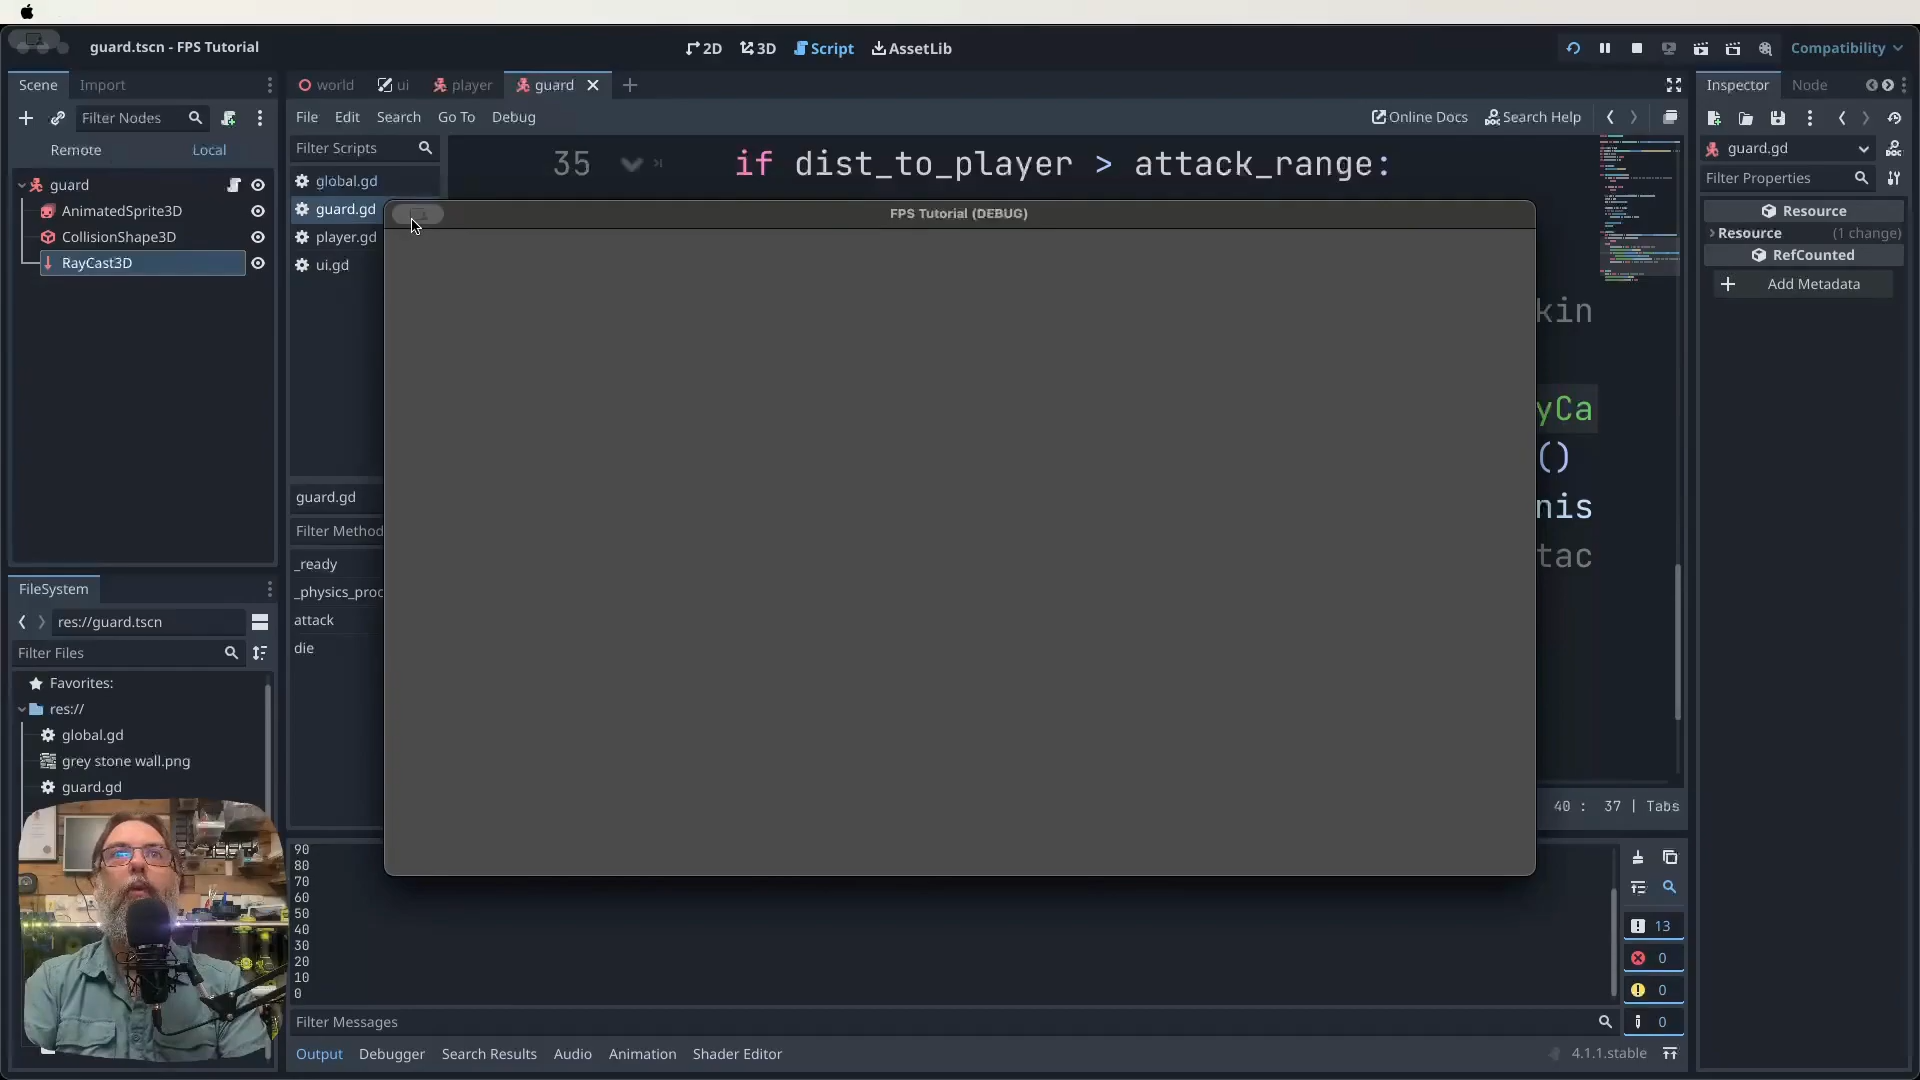 guard.tscn - FPS Tutorial
2D
3D
Script
AssetLib
Compatibility
Scene
Import
world
ui
player
guard
Inspector
Node
Filter Nodes
File
Edit
Search
Go To
Debug
Online Docs
Search Help
Remote
Local
Filter Scripts
guard.gd
35
if dist_to_player > attack_range:
Filter Properties
guard
AnimatedSprite3D
CollisionShape3D
RayCast3D
global.gd
guard.gd
player.gd
ui.gd
FPS Tutorial (DEBUG)
Resource
Resource
(1 change)
RefCounted
Add Metadata
kin
yCa
()
nis
tac
guard.gd
Filter Method
_ready
_physics_proc
attack
die
FileSystem
res://guard.tscn
Filter Files
Favorites:
res://
global.gd
grey stone wall.png
guard.gd
40 : 37 | Tabs
90
80
70
60
50
40
30
20
10
0
13
0
0
0
Filter Messages
Output
Debugger
Search Results
Audio
Animation
Shader Editor
4.1.1.stable